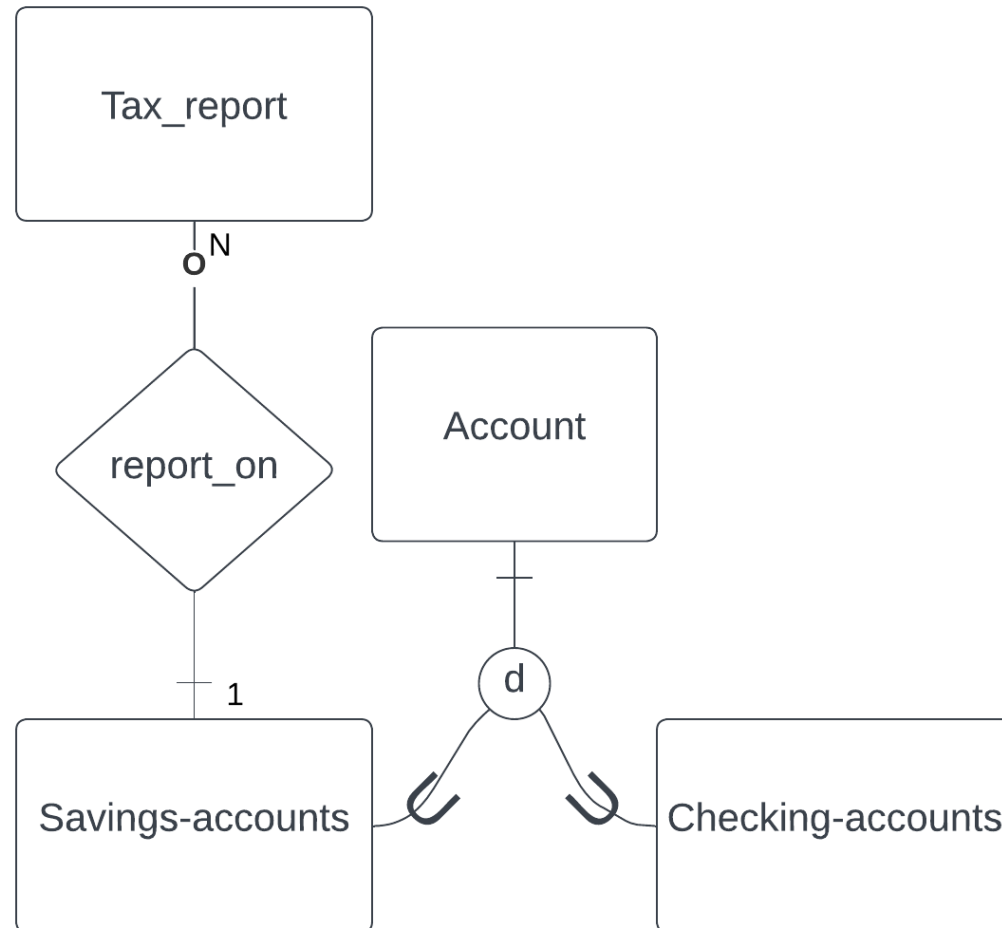 Tax_report
N
O
report_on
Account
1
d
Savings-accounts
Checking-accounts